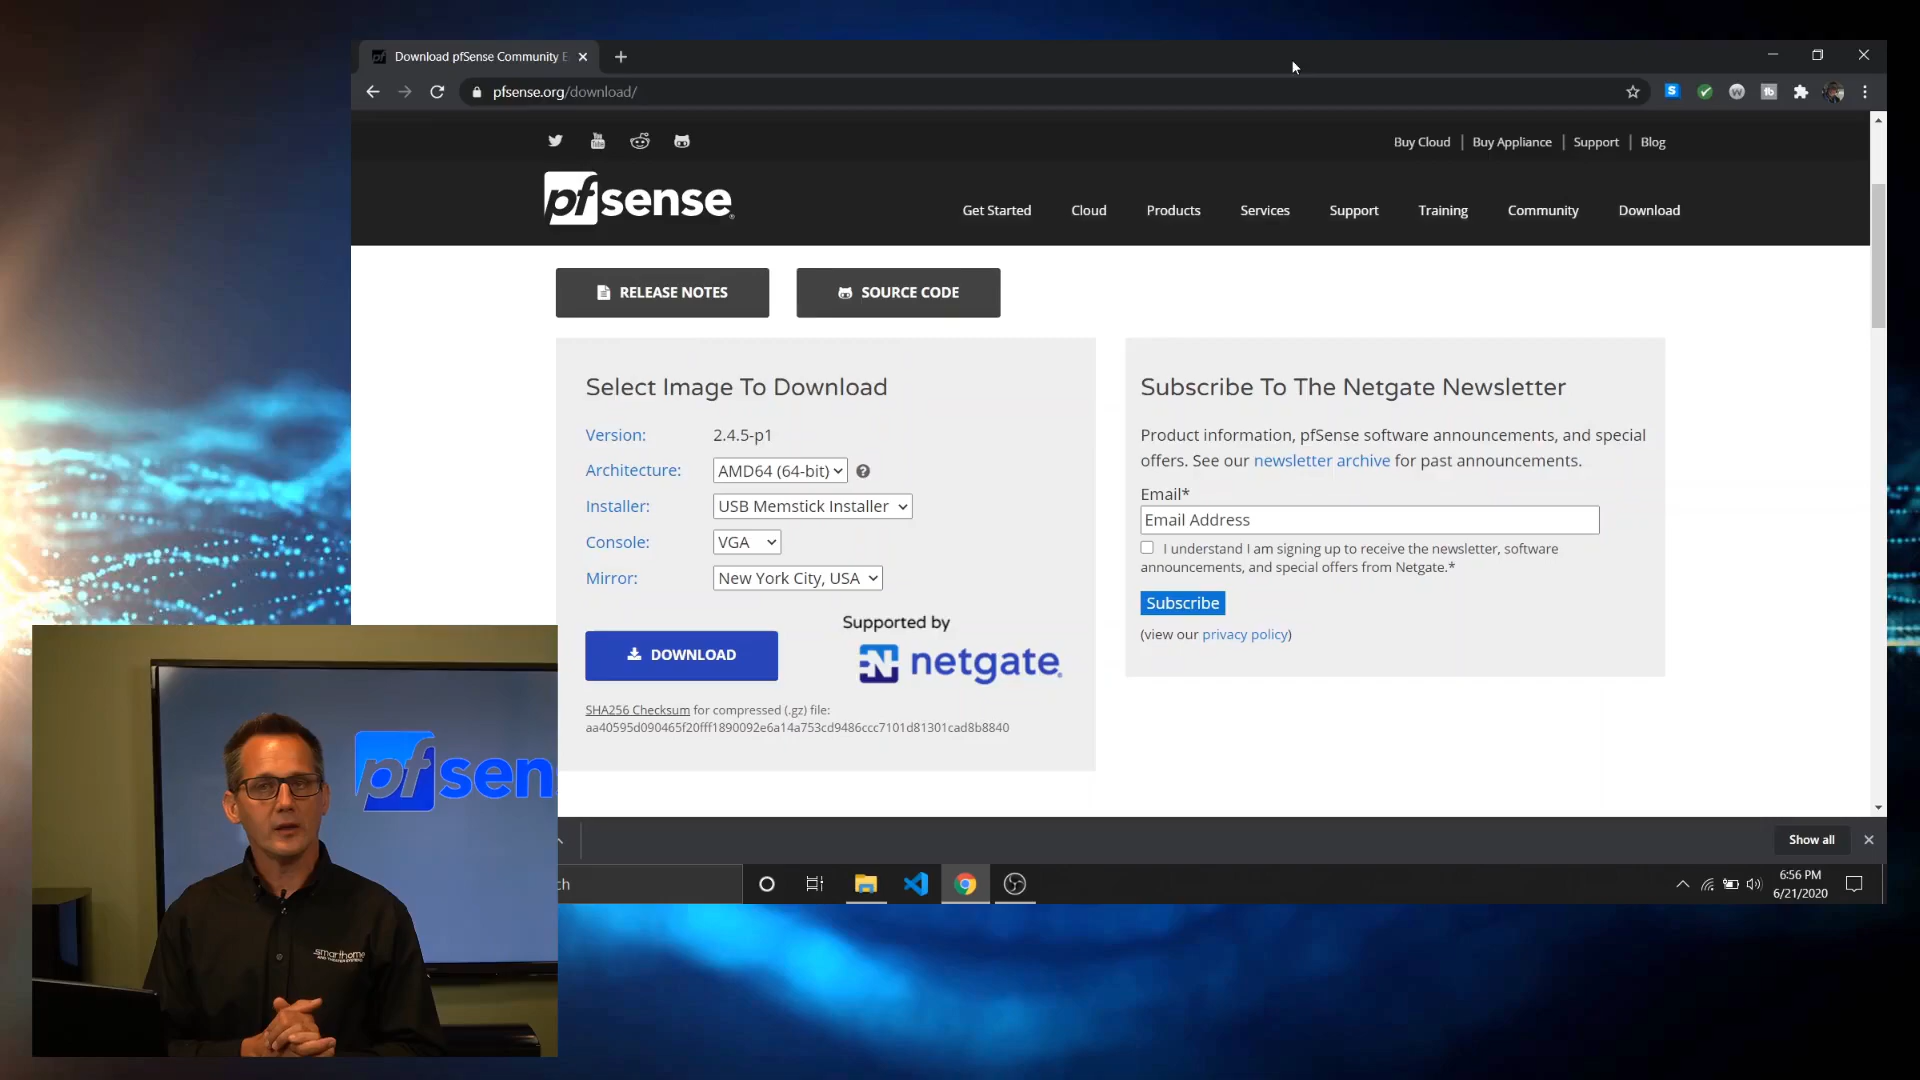 Download pfSense Community E
pfsense.org/download/
Buy Cloud | Buy Appliance | Support | Blog
pfsense
Get Started Cloud Products Services Support Training Community Download
RELEASE NOTES
SOURCE CODE
Select Image To Download
Version: 2.4.5-p1
Architecture: AMD64 (64-bit)
Installer: USB Memstick Installer
Console: VGA
Mirror: New York City, USA
DOWNLOAD
Supported by
netgate
SHA256 Checksum for compressed (.gz) file:
aa40595d090465f20fff1890092e6a14a753cd9486ccc7101d81301cad8b8840
Subscribe To The Netgate Newsletter
Product information, pfSense software announcements, and special
offers. See our newsletter archive for past announcements.
Email*
Email Address
I understand I am signing up to receive the newsletter, software
announcements, and special offers from Netgate.*
Subscribe
(view our privacy policy)
Show all
ch
6:56 PM
6/21/2020
pfsen
smarthome